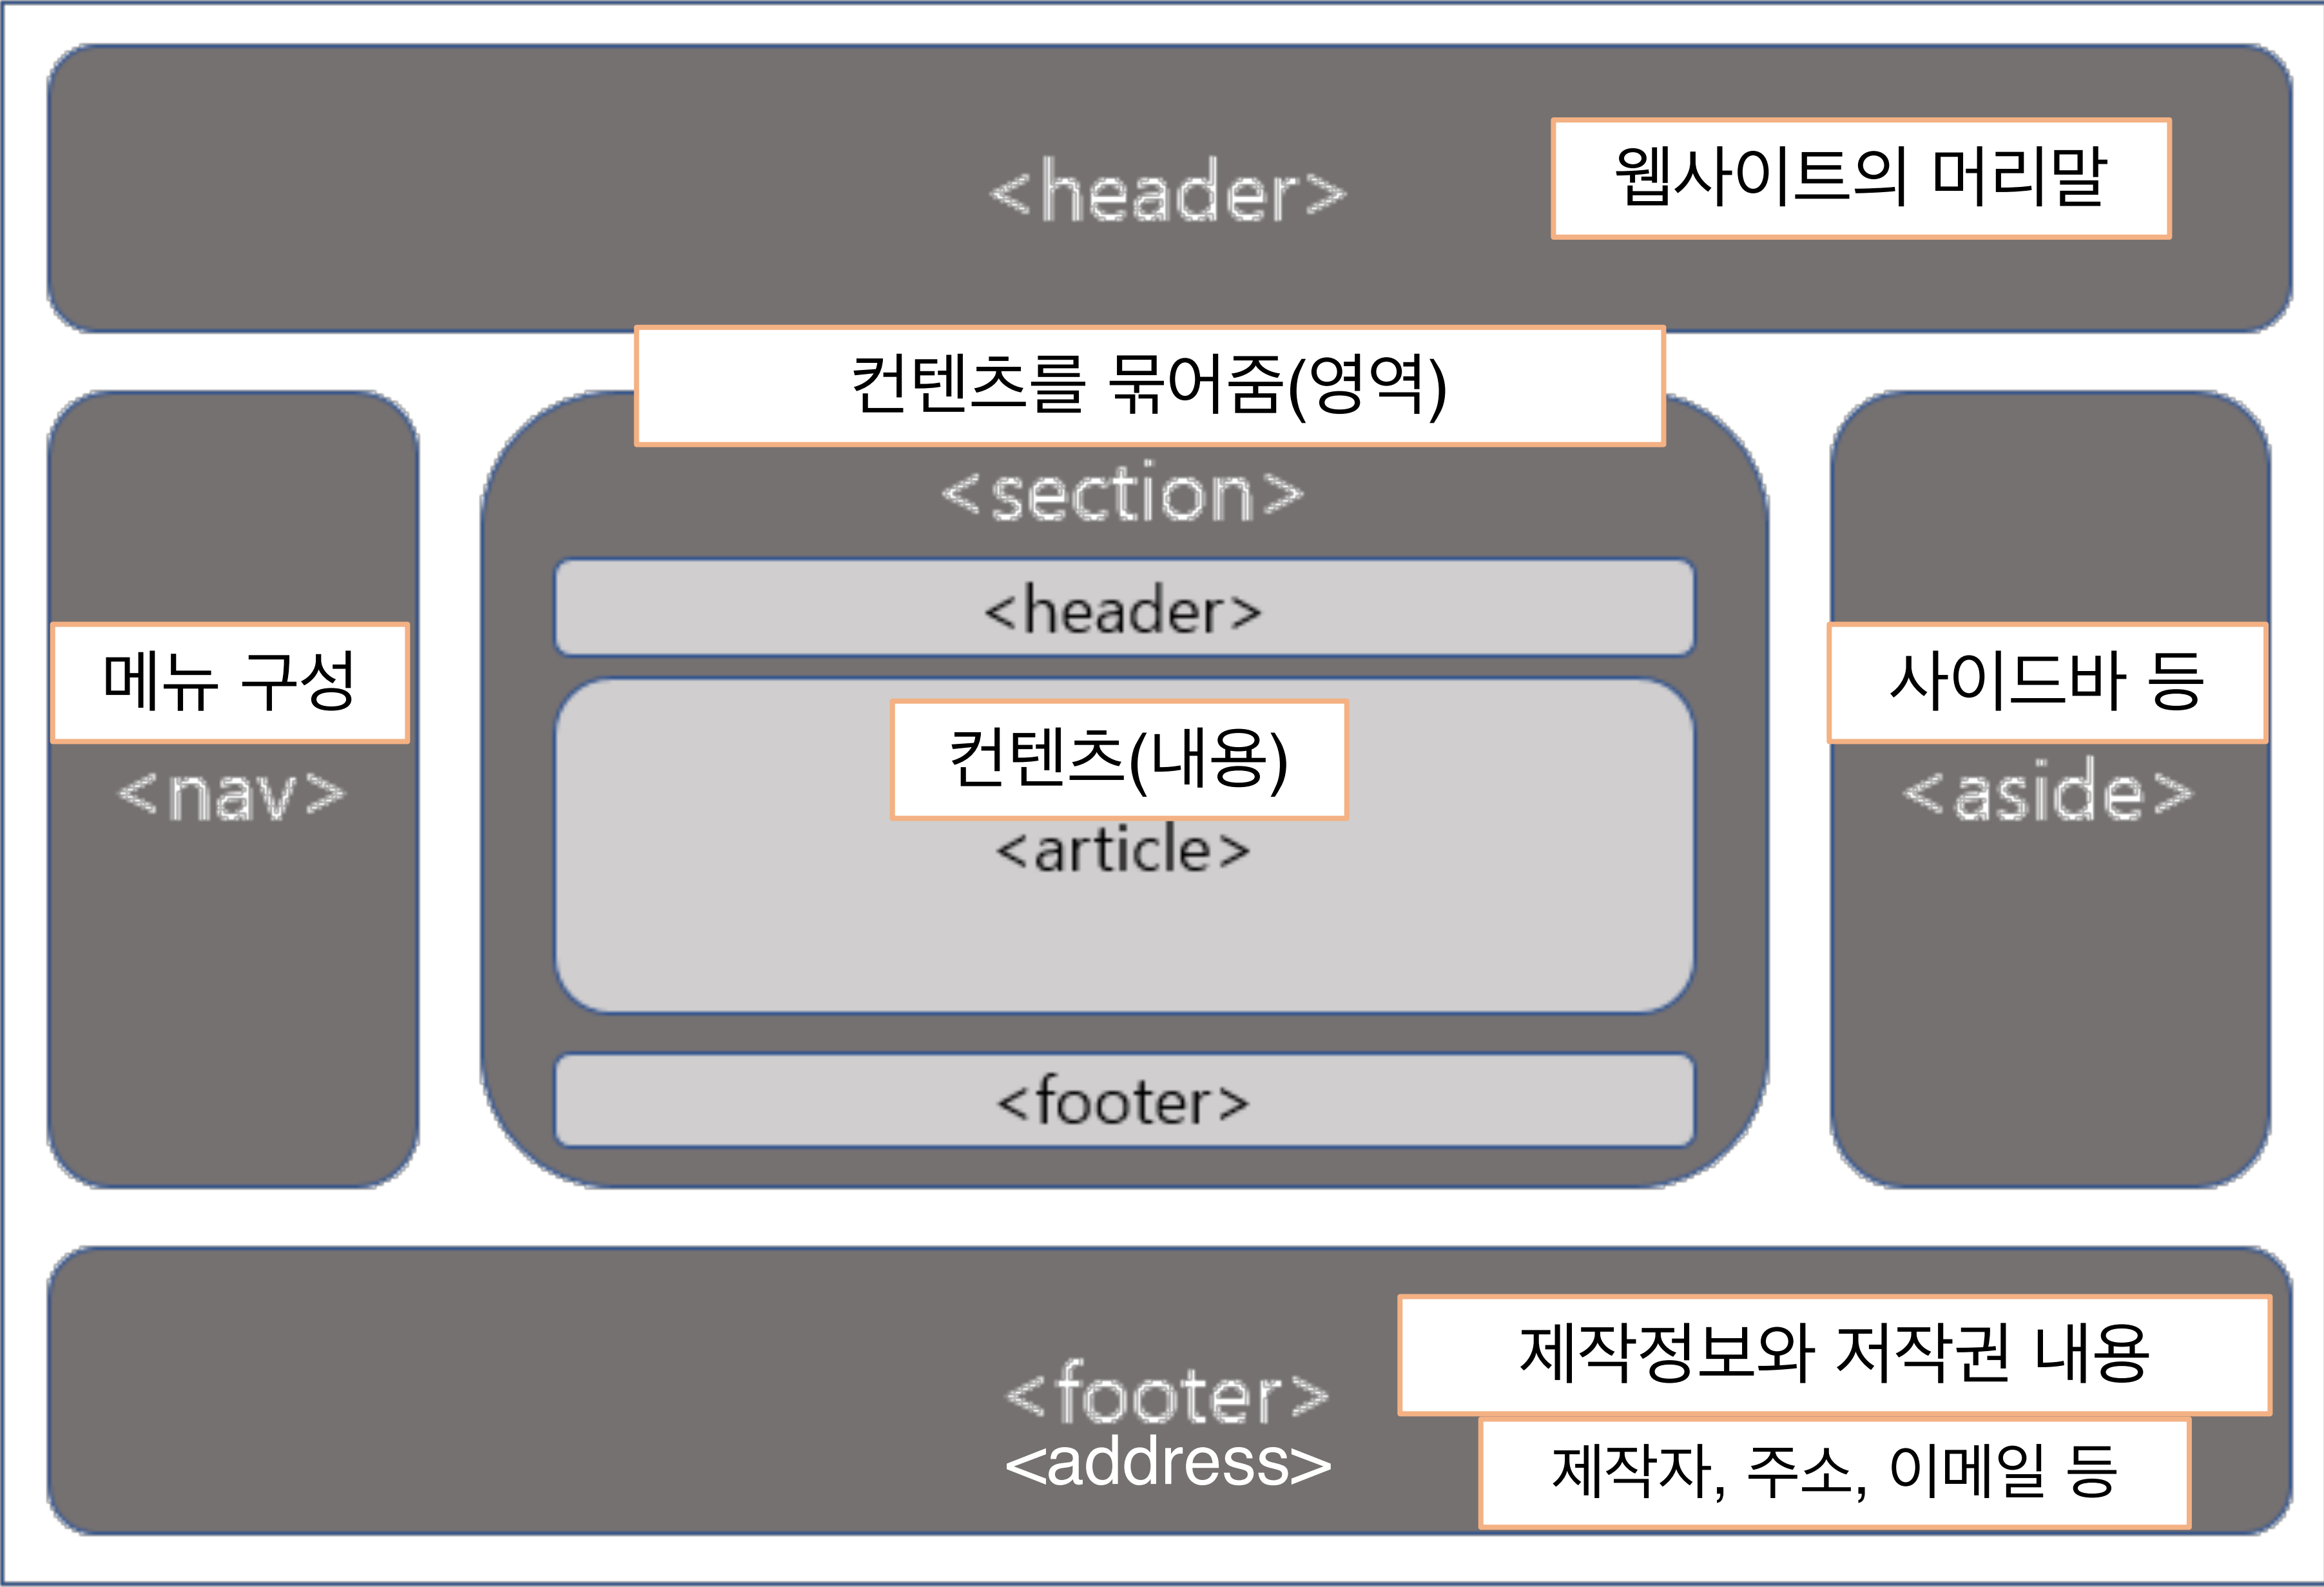 <header>
웹사이트의 머리말
컨텐츠를 묶어줌(영역)
<section>
<header>
메뉴 구성
<nav>
컨텐츠(내용)
<article>
<footer>
사이드바 등
<aside>
제작정보와 저작권 내용
<footer>
<address>
제작자, 주소, 이메일 등